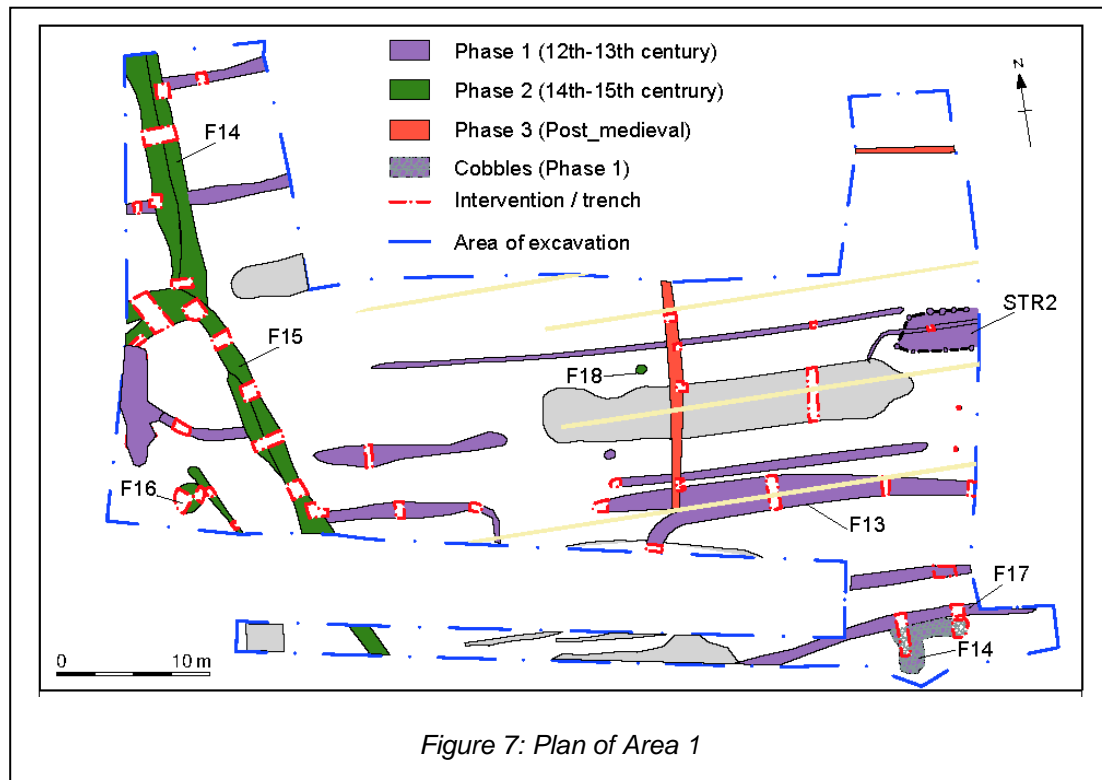 Phase 1 (12th-13th century)
Phase 2 (14th-15th centrury)
Phase 3 (Post_medieval)
Cobbles (Phase 1)
Intervention / trench
Area of excavation
N
F14
STR2
F15
F18
F16
F13
F17
F14
0 10 m
Figure 7: Plan of Area 1